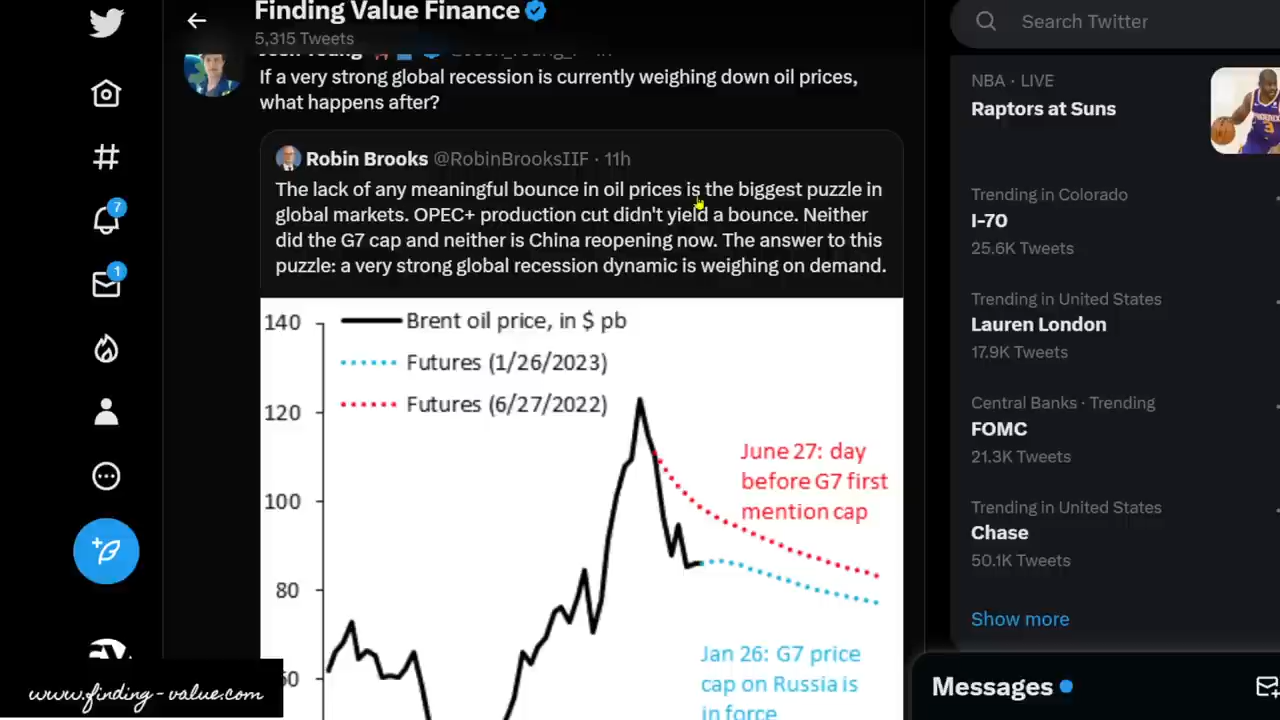 Finding Value Finance
5,315 Tweets
If a very strong global recession is currently weighing down oil prices,
what happens after?
Robin Brooks @RobinBrooksIIF · 11h
The lack of any meaningful bounce in oil prices is the biggest puzzle in
global markets. OPEC+ production cut didn't yield a bounce. Neither
did the G7 cap and neither is China reopening now. The answer to this
puzzle: a very strong global recession dynamic is weighing on demand.
140
Brent oil price, in $ pb
Futures (1/26/2023)
Futures (6/27/2022)
120
June 27: day
before G7 first
mention cap
100
80
Jan 26: G7 price
cap on Russia is
in force
60
7
1
www.finding-value.com
Search Twitter
NBA · LIVE
Raptors at Suns
Trending in Colorado
I-70
25.6K Tweets
Trending in United States
Lauren London
17.9K Tweets
Central Banks · Trending
FOMC
21.3K Tweets
Trending in United States
Chase
50.1K Tweets
Show more
Messages